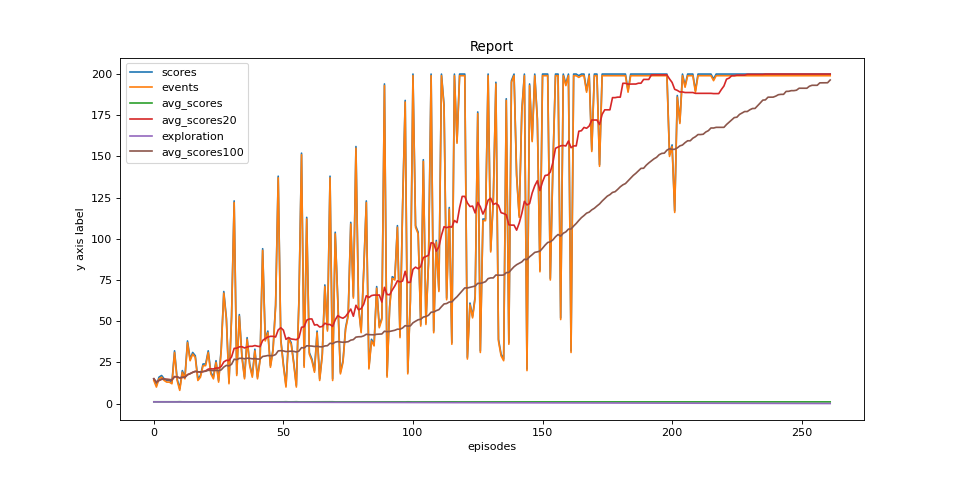 Report
scores
events
avg_scores
avg_scores20
exploration
avg_scores100
y axis label
200
175
150
125
100
75
50
25
0
0 50 100 150 200 250
episodes